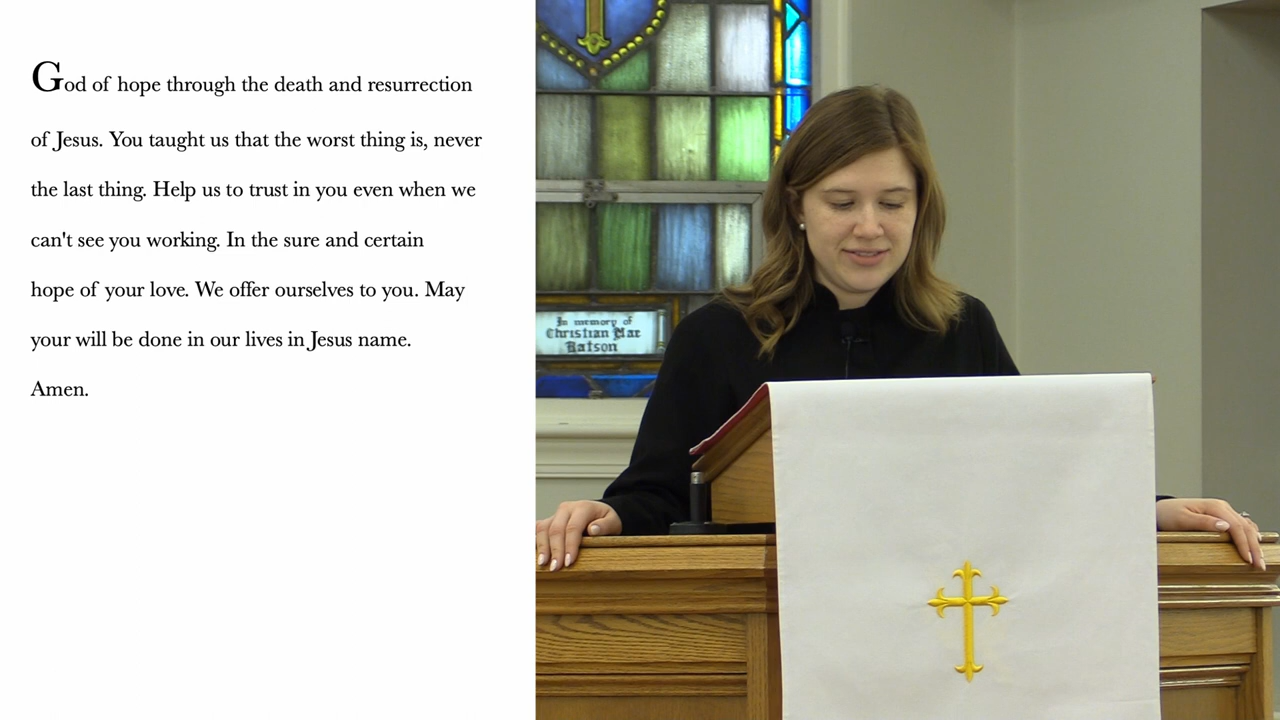 God of hope through the death and resurrection
of Jesus. You taught us that the worst thing is, never
the last thing. Help us to trust in you even when we
can't see you working. In the sure and certain
hope of your love. We offer ourselves to you. May
your will be done in our lives in Jesus name.
Amen.
In memory of
Christian Mae
Batson